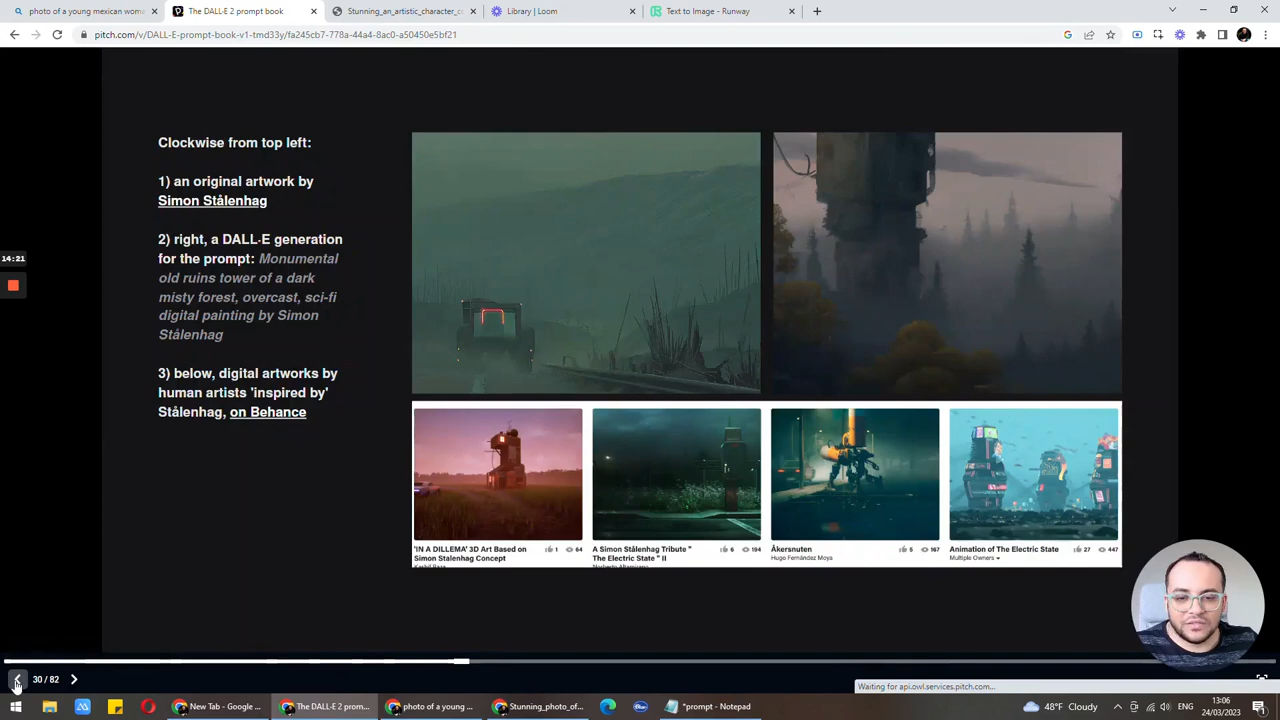 photo of a young mexican wom
The DALL·E 2 prompt book
Stunning_an_artistic_character_c
Library | Loom
Text to Image - Runway
pitch.com/v/DALL-E-prompt-book-v1-tmd33y/fa245cb7-778a-44a4-8ac0-a50450e5bf21
Clockwise from top left:
1) an original artwork by
Simon Stålenhag
2) right, a DALL·E generation
for the prompt: Monumental
old ruins tower of a dark
misty forest, overcast, sci-fi
digital painting by Simon
Stålenhag
3) below, digital artworks by
human artists 'inspired by'
Stålenhag, on Behance
14:21
'IN A DILLEMA' 3D Art Based on
Simon Stalenhag Concept
1 64
A Simon Stålenhag Tribute "
The Electric State " II
6 194
Åkersnuten
Hugo Fernández Moya
5 167
Animation of The Electric State
Multiple Owners
27 447
30 / 82
Waiting for api.owl.services.pitch.com...
New Tab - Google ...
The DALL·E 2 prom...
photo of a young ...
Stunning_photo_of...
*prompt - Notepad
48°F Cloudy
ENG
13:06
24/03/2023
1